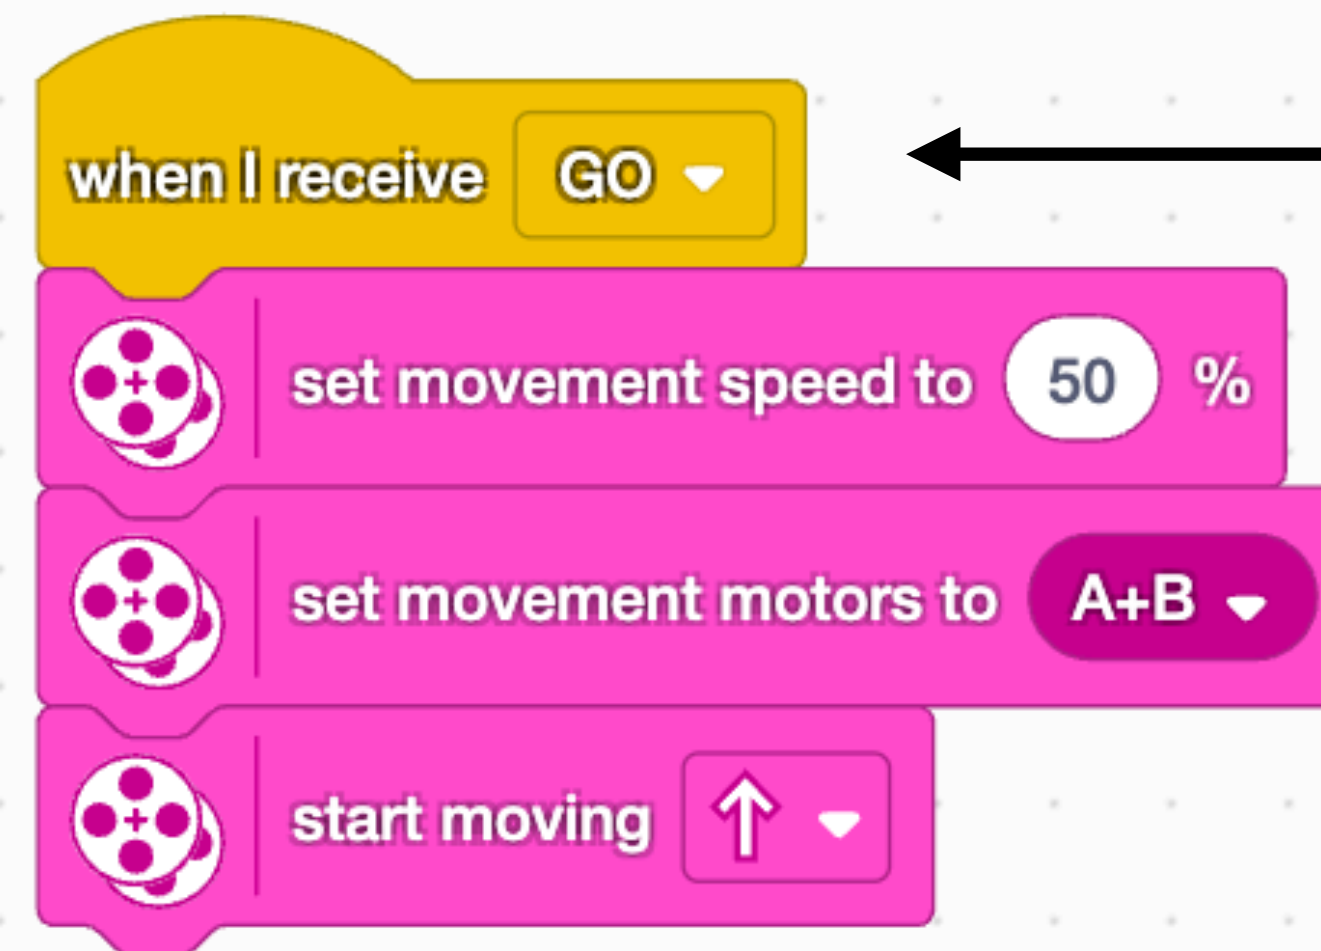 when I receive GO
set movement speed to 50 %
set movement motors to A+B
start moving